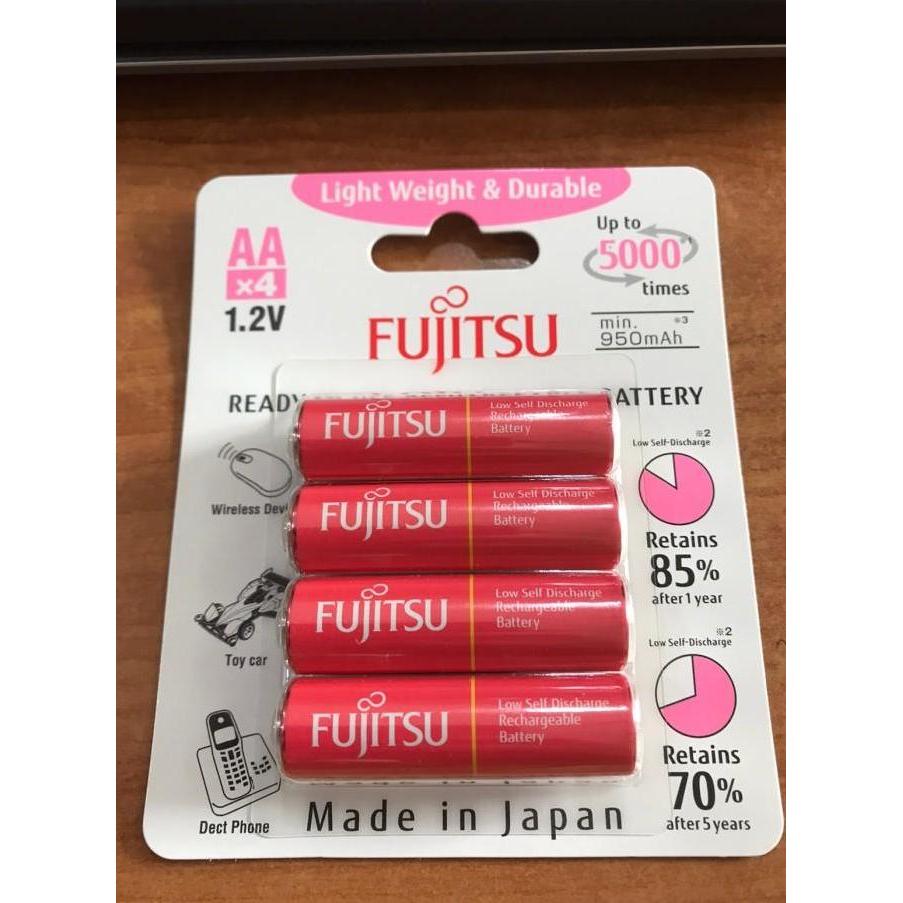 Light Weight & Durable
AA
x4
1.2V
Up to
5000*1
times
FUJITSU
min. ※3
950mAh
READY BATTERY
FUJITSU
Low Self Discharge
Rechargeable
Battery
FUJITSU
Low Self Discharge
Rechargeable
Battery
FUJITSU
Low Self Discharge
Rechargeable
Battery
FUJITSU
Low Self Discharge
Rechargeable
Battery
Wireless
Toy car
Dect Phone
※2
Low Self-Discharge
Retains
85%
after 1 year
※2
Low Self-Discharge
Retains
70%
after 5 years
Made in Japan